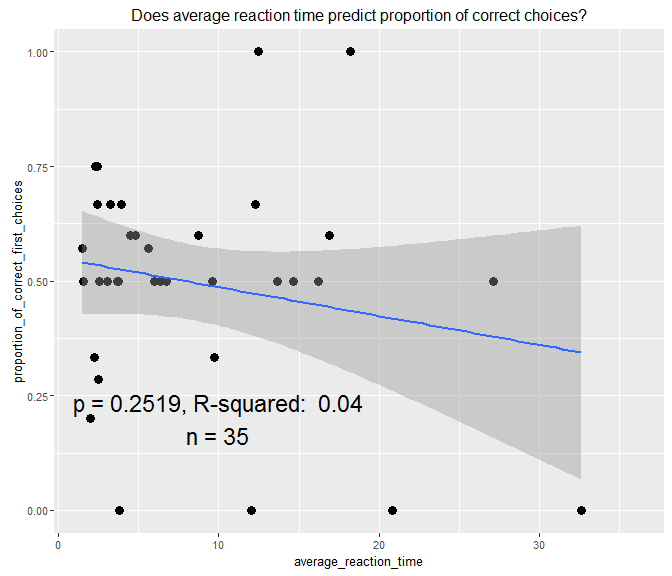 Does average reaction time predict proportion of correct choices?
1.00
0.75
0.50
0.25
0.00
proportion_of_correct_first_choices
p = 0.2519, R-squared:  0.04
n = 35
0
10
20
30
average_reaction_time